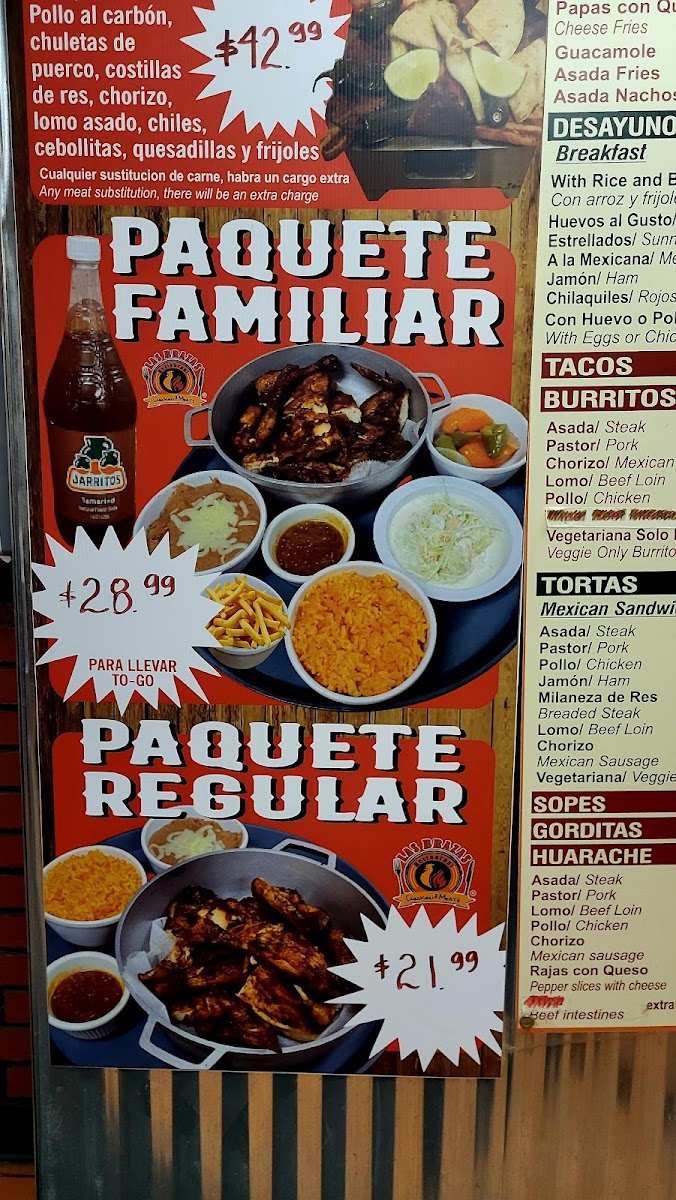 Pollo al carbón,
chuletas de
puerco, costillas
de res, chorizo,
lomo asado, chiles,
cebollitas, quesadillas y frijoles
Cualquier sustitucion de carne, habra un cargo extra
Any meat substitution, there will be an extra charge
$42.99
PAQUETE
FAMILIAR
LAS BRAZAS
JARRITOS
Tamarind
$28.99
PARA LLEVAR
TO-GO
PAQUETE
REGULAR
LAS BRAZAS
$21.99
Papas con
Cheese Fries
Guacamole
Asada Fries
Asada Nachos
DESAYUNO
Breakfast
With Rice and
Con arroz y
Huevos al Gusto/
Estrellados/
A la Mexicana/
Jamón/ Ham
Chilaquiles/ Rojos
Con Huevo o
With Eggs or
TACOS
BURRITOS
Asada/ Steak
Pastor/ Pork
Chorizo/ Mexican
Lomo/ Beef Loin
Pollo/ Chicken
Vegetariana Solo
Veggie Only Burrito
TORTAS
Mexican
Asada/ Steak
Pastor/ Pork
Pollo/ Chicken
Jamón/ Ham
Milaneza de Res
Breaded Steak
Lomo/ Beef Loin
Chorizo
Mexican Sausage
Vegetariana/ Veggie
SOPES
GORDITAS
HUARACHE
Asada/ Steak
Pastor/ Pork
Lomo/ Beef Loin
Pollo/ Chicken
Chorizo
Mexican sausage
Rajas con Queso
Pepper slices with cheese
extra
Beef intestines